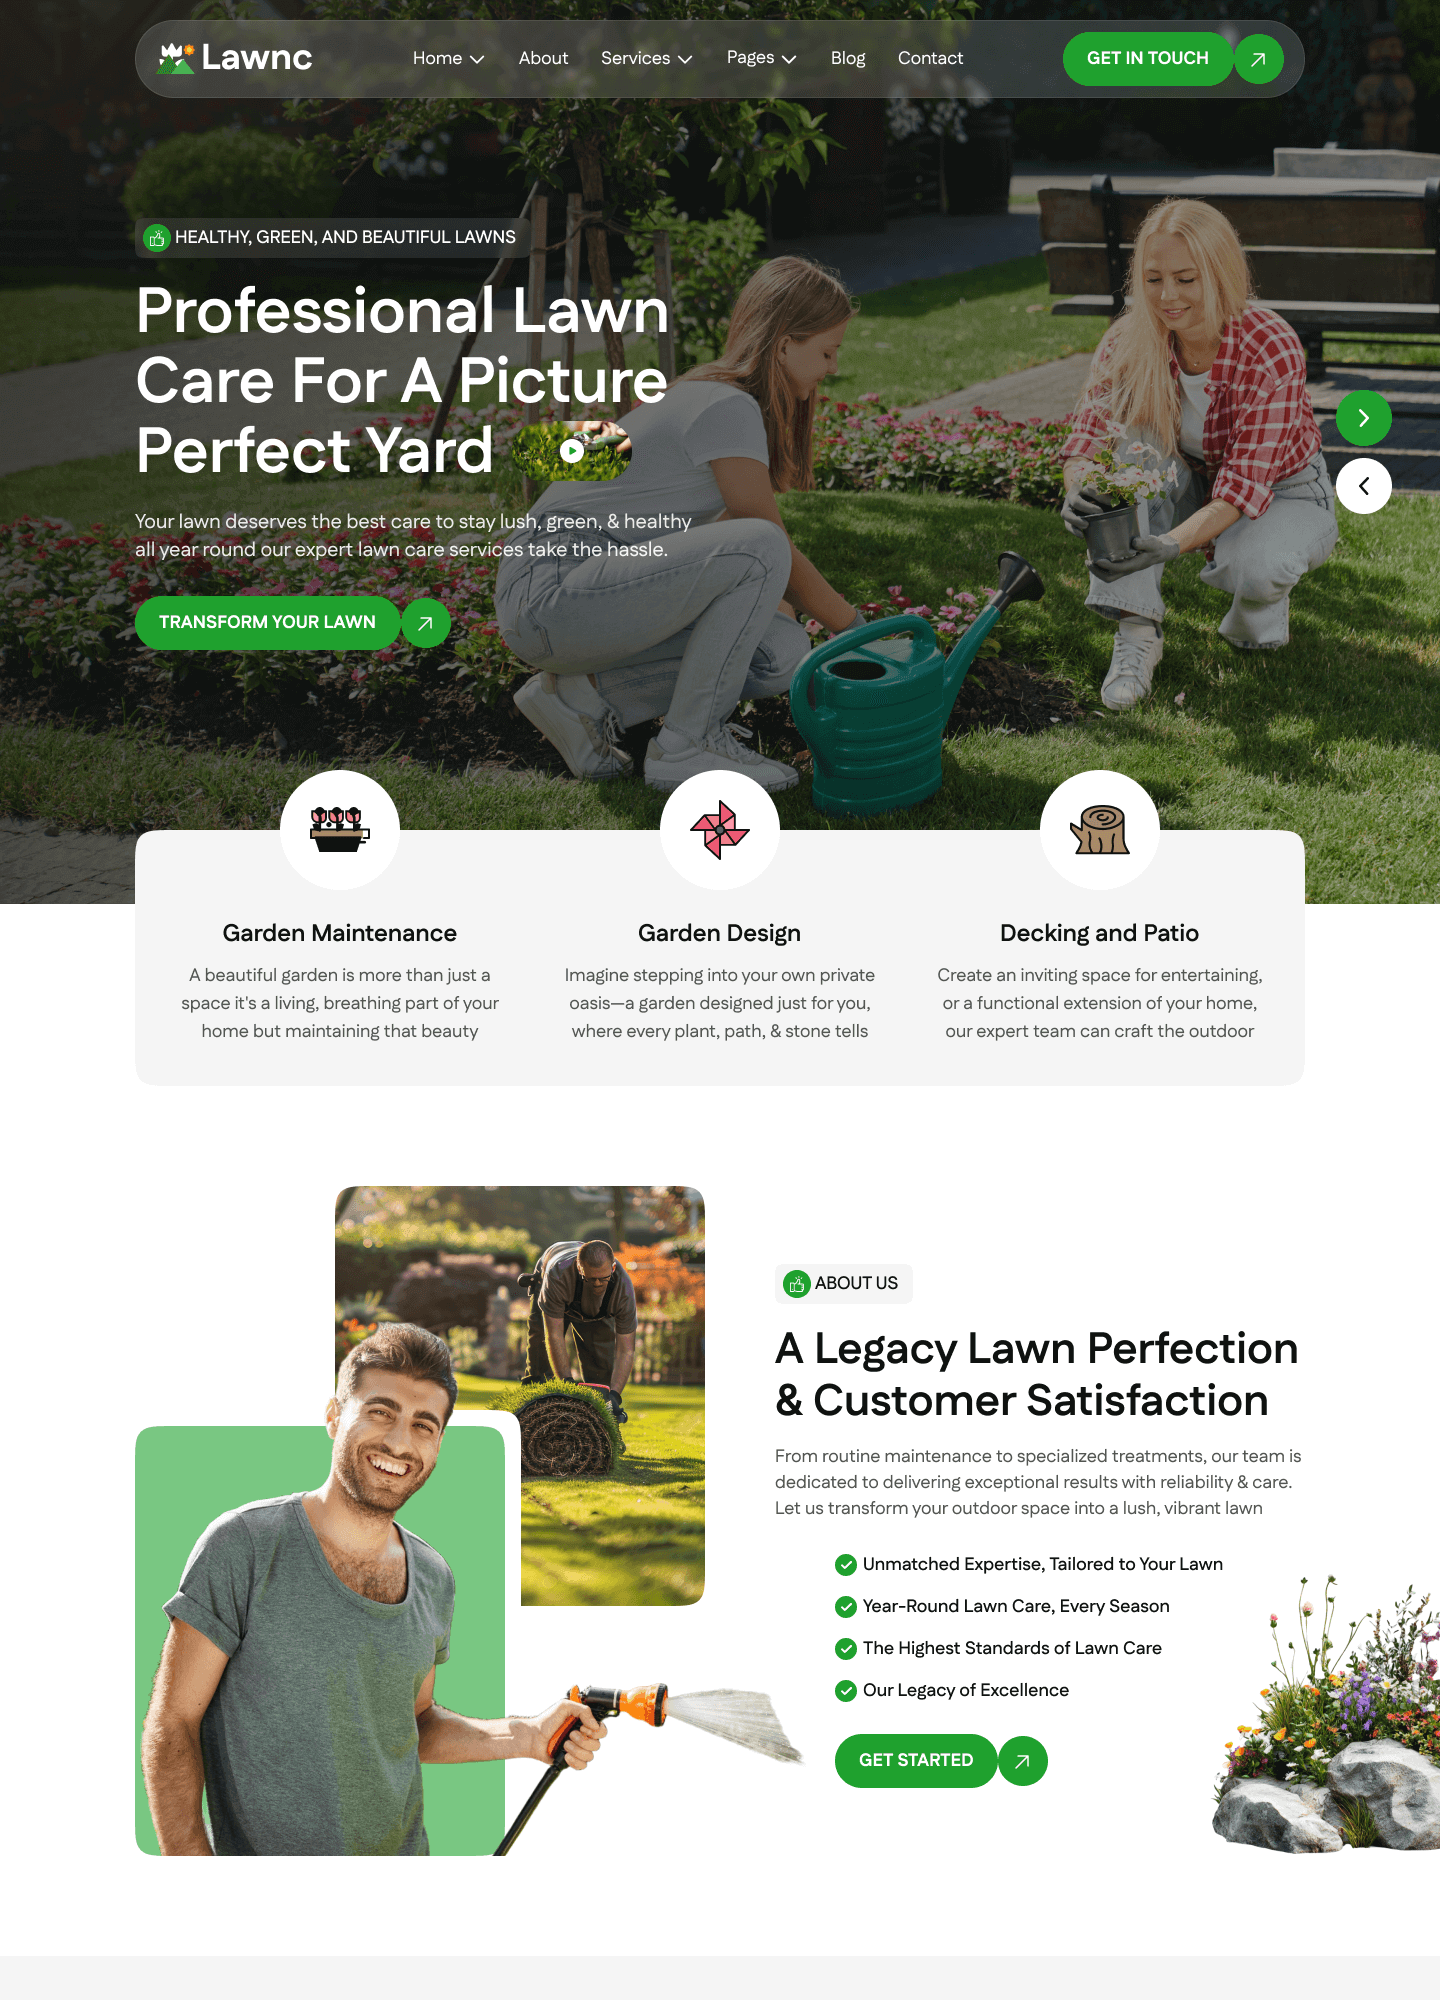 Lawnc
Home
About
Services
Pages
Blog
Contact
GET IN TOUCH
HEALTHY, GREEN, AND BEAUTIFUL LAWNS
Professional Lawn
Care For A Picture
Perfect Yard
Your lawn deserves the best care to stay lush, green, & healthy
all year round our expert lawn care services take the hassle.
TRANSFORM YOUR LAWN
Garden Maintenance
A beautiful garden is more than just a
space it's a living, breathing part of your
home but maintaining that beauty
Garden Design
Imagine stepping into your own private
oasis—a garden designed just for you,
where every plant, path, & stone tells
Decking and Patio
Create an inviting space for entertaining,
or a functional extension of your home,
our expert team can craft the outdoor
ABOUT US
A Legacy Lawn Perfection
& Customer Satisfaction
From routine maintenance to specialized treatments, our team is
dedicated to delivering exceptional results with reliability & care.
Let us transform your outdoor space into a lush, vibrant lawn
Unmatched Expertise, Tailored to Your Lawn
Year-Round Lawn Care, Every Season
The Highest Standards of Lawn Care
Our Legacy of Excellence
GET STARTED